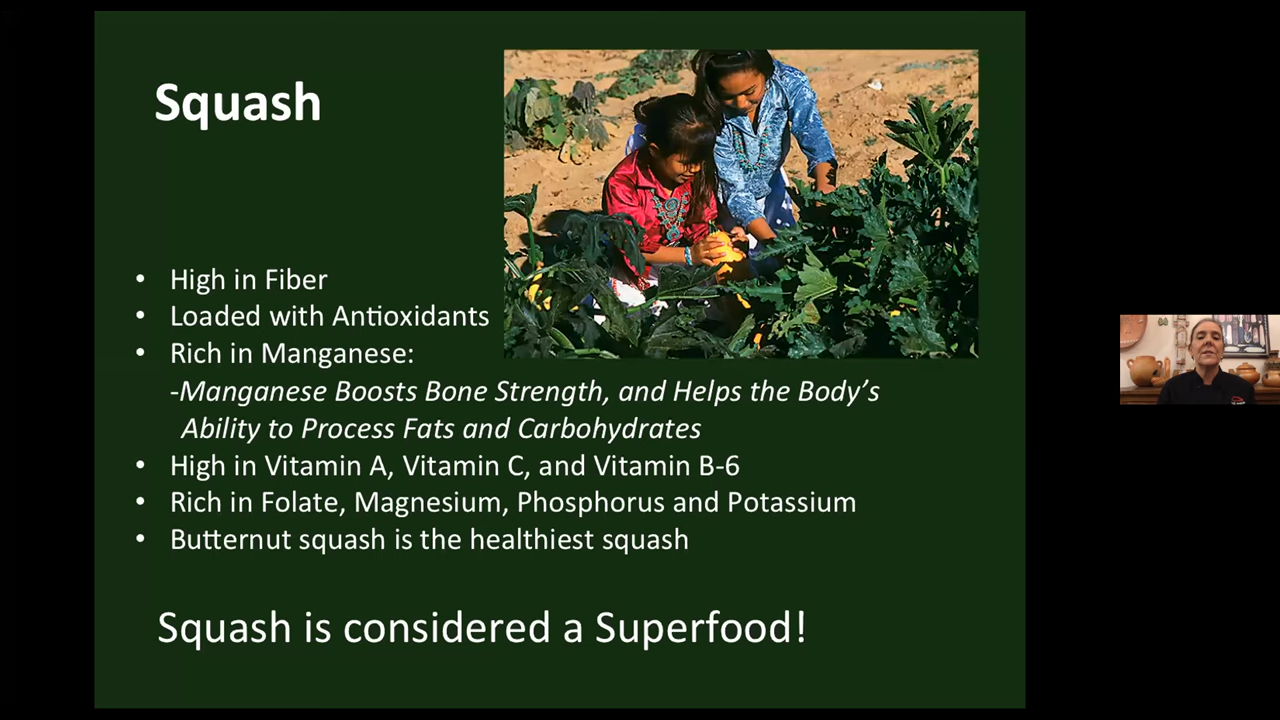 Squash
• High in Fiber
• Loaded with Antioxidants
• Rich in Manganese:
-Manganese Boosts Bone Strength, and Helps the Body's
Ability to Process Fats and Carbohydrates
• High in Vitamin A, Vitamin C, and Vitamin B-6
• Rich in Folate, Magnesium, Phosphorus and Potassium
• Butternut squash is the healthiest squash
Squash is considered a Superfood!